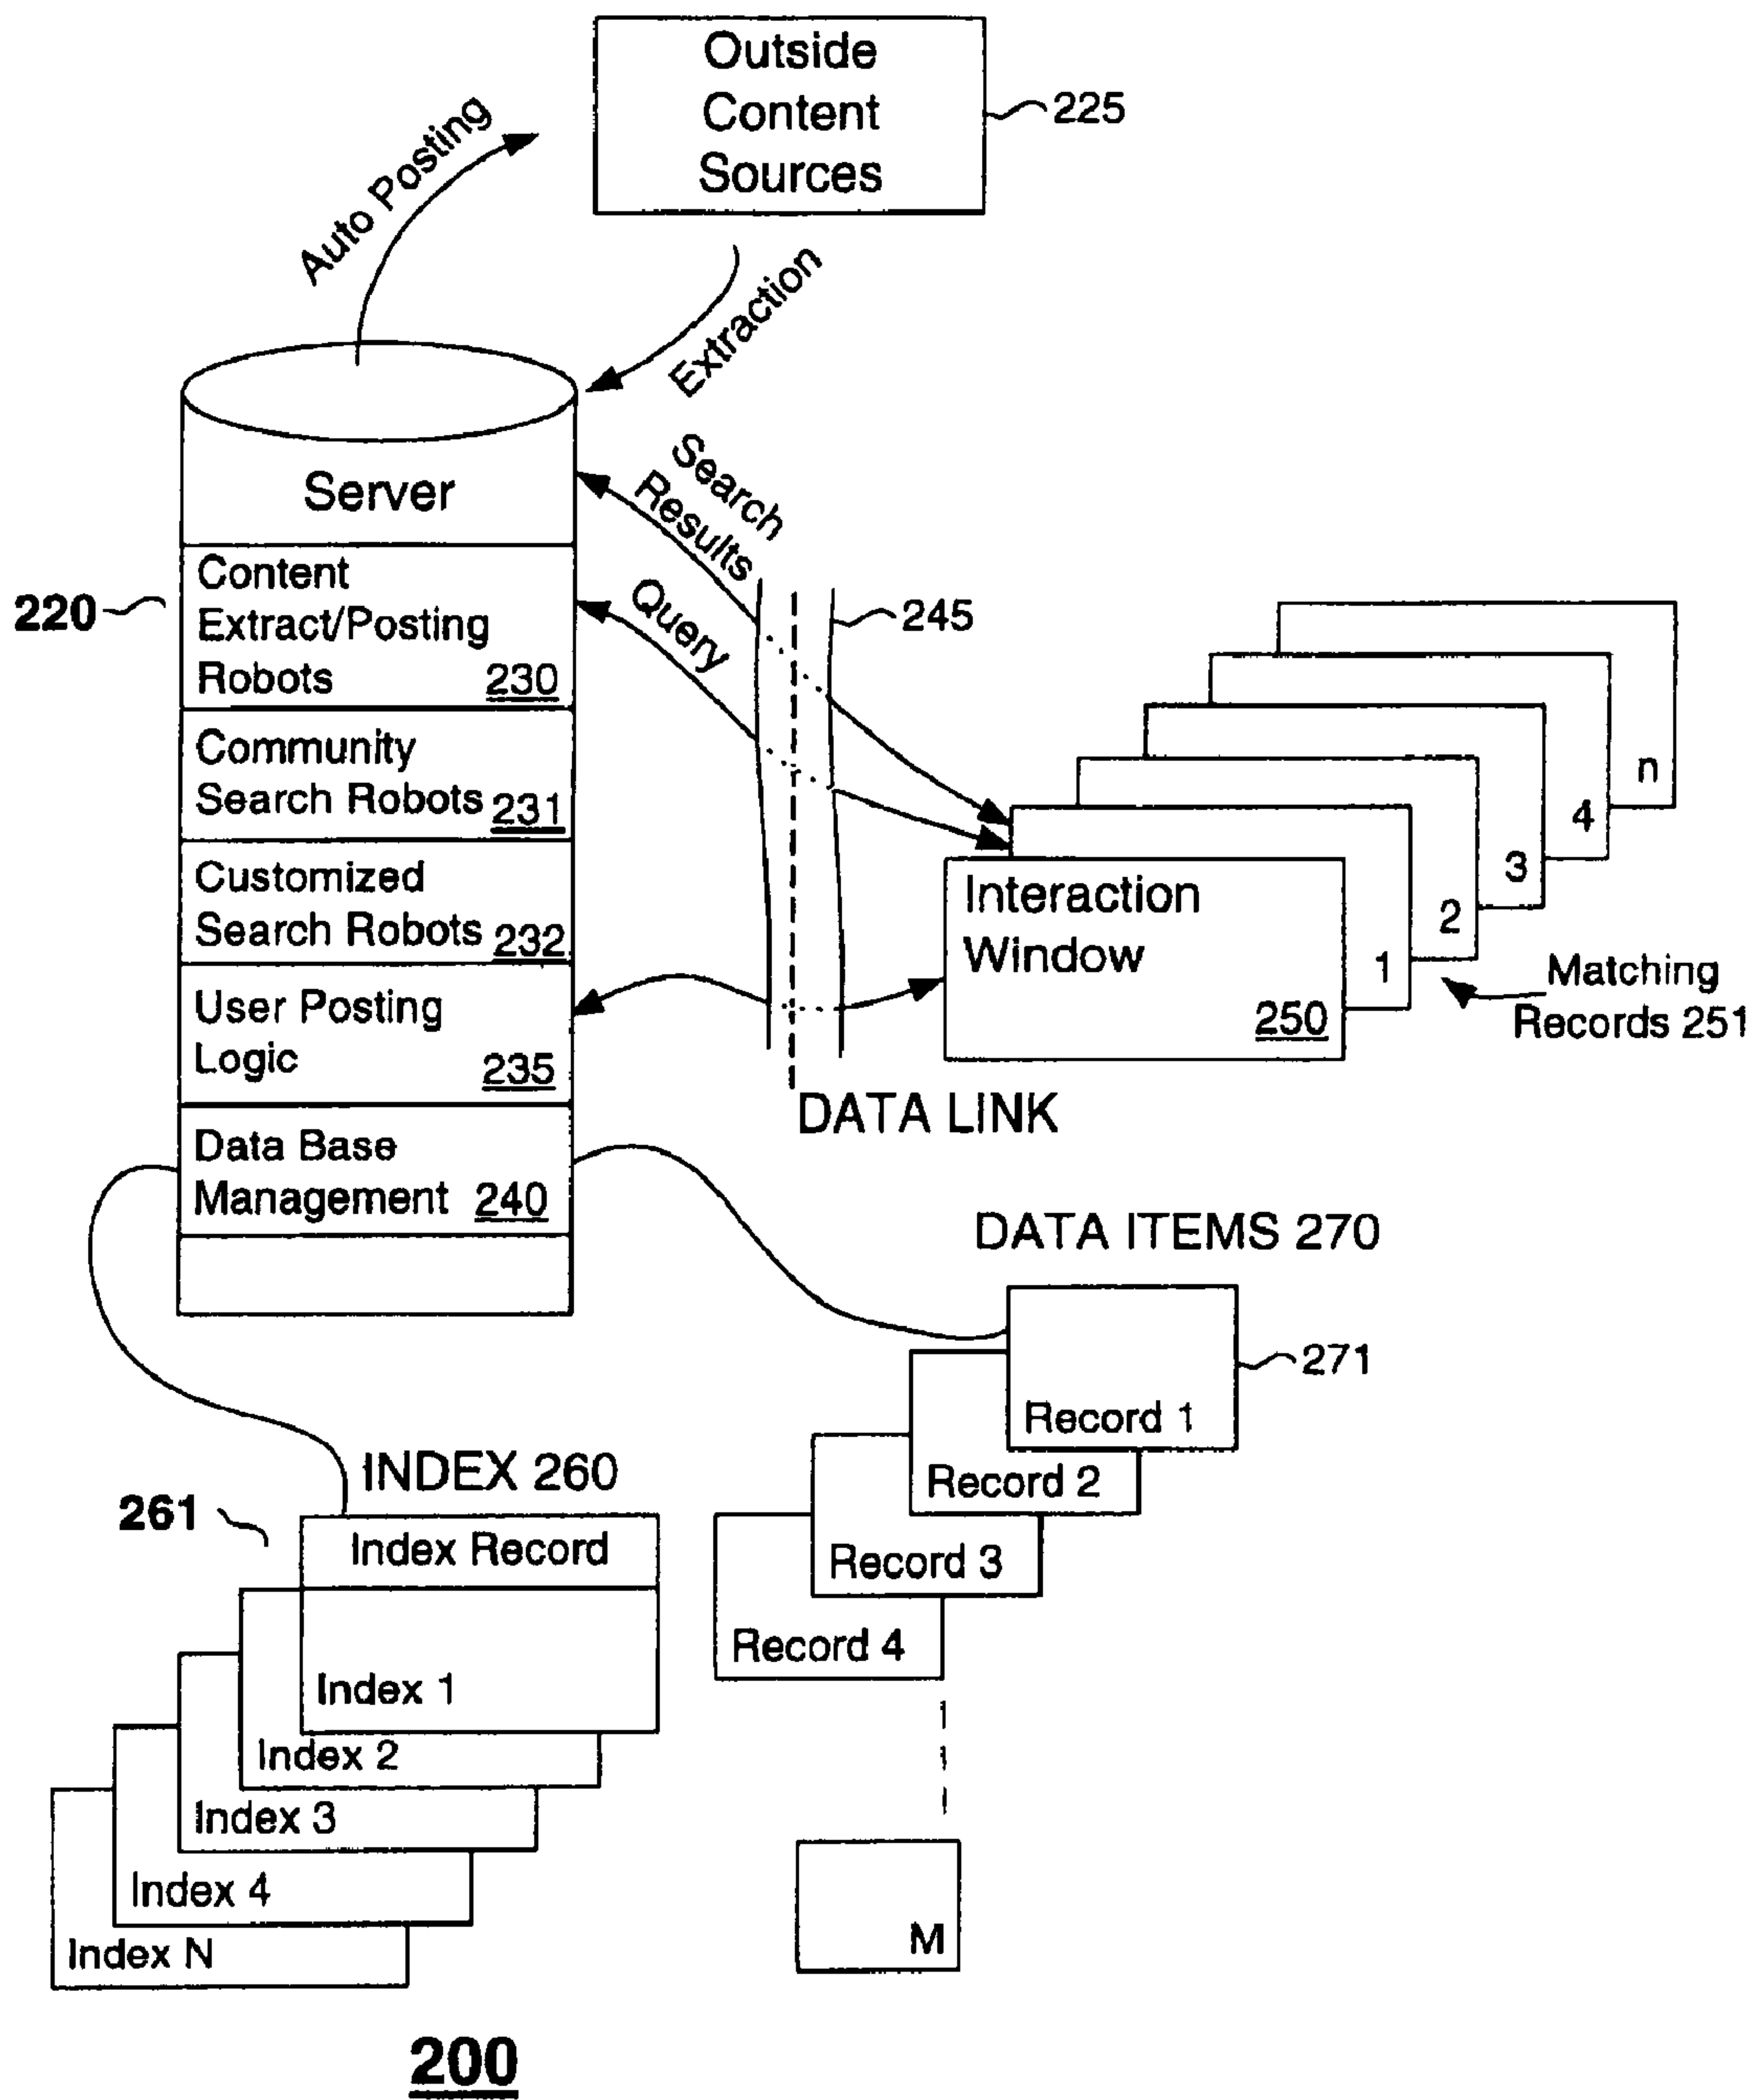 Outside
Content
Sources
225
Auto Posting
Extraction
Server
220
Content
Extract/Posting
Robots 230
Community
Search Robots 231
Customized
Search Robots 232
User Posting
Logic 235
Data Base
Management 240
Search
Results
Query
245
DATA LINK
Interaction
Window
250
1
2
3
4
n
Matching
Records 251
DATA ITEMS 270
271
Record 1
Record 2
Record 3
Record 4
M
INDEX 260
261
Index Record
Index 1
Index 2
Index 3
Index 4
Index N
200